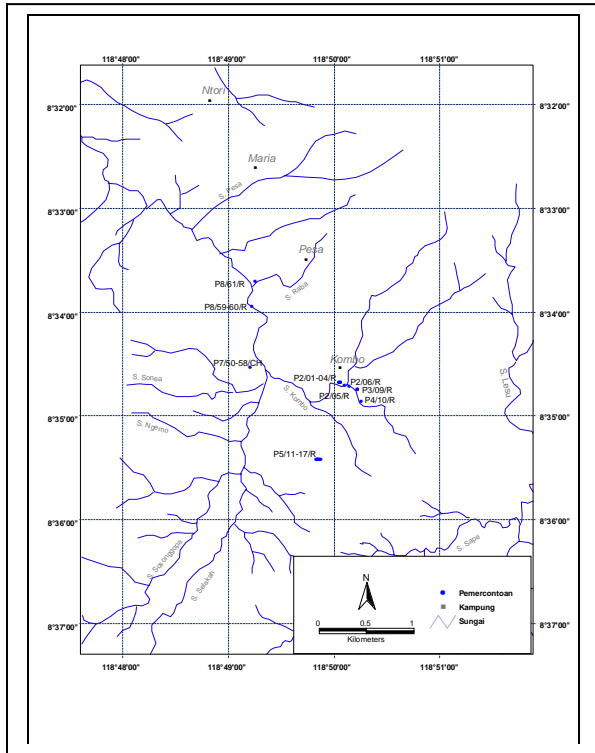 118°48'00" 118°49'00" 118°50'00" 118°51'00"
Ntori
8°32'00" 8°32'00"
Maria
S. Pesa
8°33'00" 8°33'00"
Pesa
P8/61/R
S. Raba
P8/59-60/R
8°34'00" 8°34'00"
Kombo
P7/50-58/CH
P2/01-04/R
P2/06/R
S. Sonea
P3/09/R
P2/05/R
S. Kombo
P4/10/R
S. Lesu
8°35'00" 8°35'00"
S. Ngemo
P5/11-17/R
8°36'00" 8°36'00"
S. Sape
S. Sosonggopa
S. Selakah
N
Pemercontoan
Kampung
Sungai
0 0.5 1
Kilometers
8°37'00" 8°37'00"
118°48'00" 118°49'00" 118°50'00" 118°51'00"